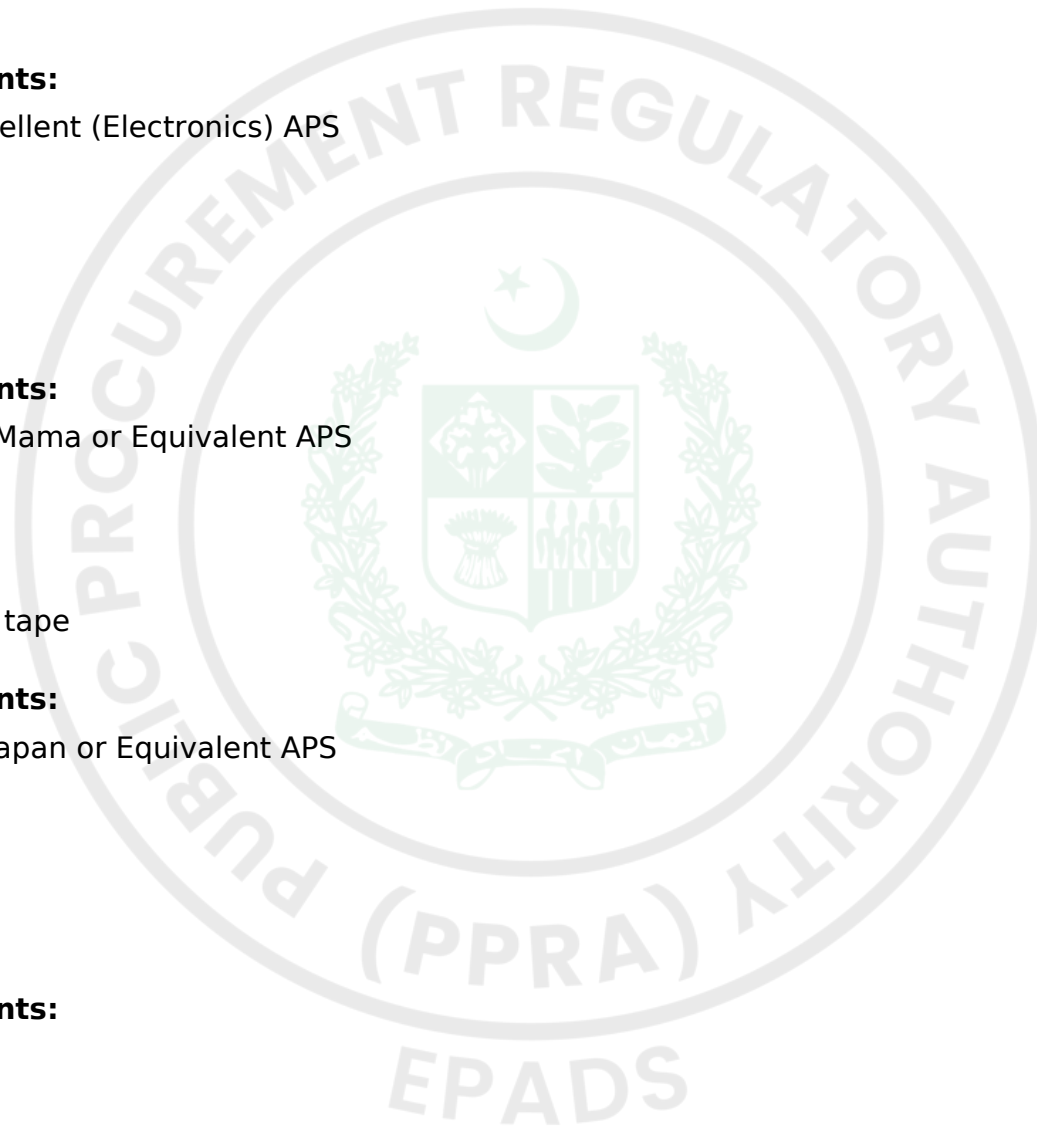 nts:
ellent (Electronics) APS
nts:
Mama or Equivalent APS
tape
nts:
apan or Equivalent APS
nts:
PUBLIC PROCUREMENT REGULATORY AUTHORITY
(PPRA)
EPADS